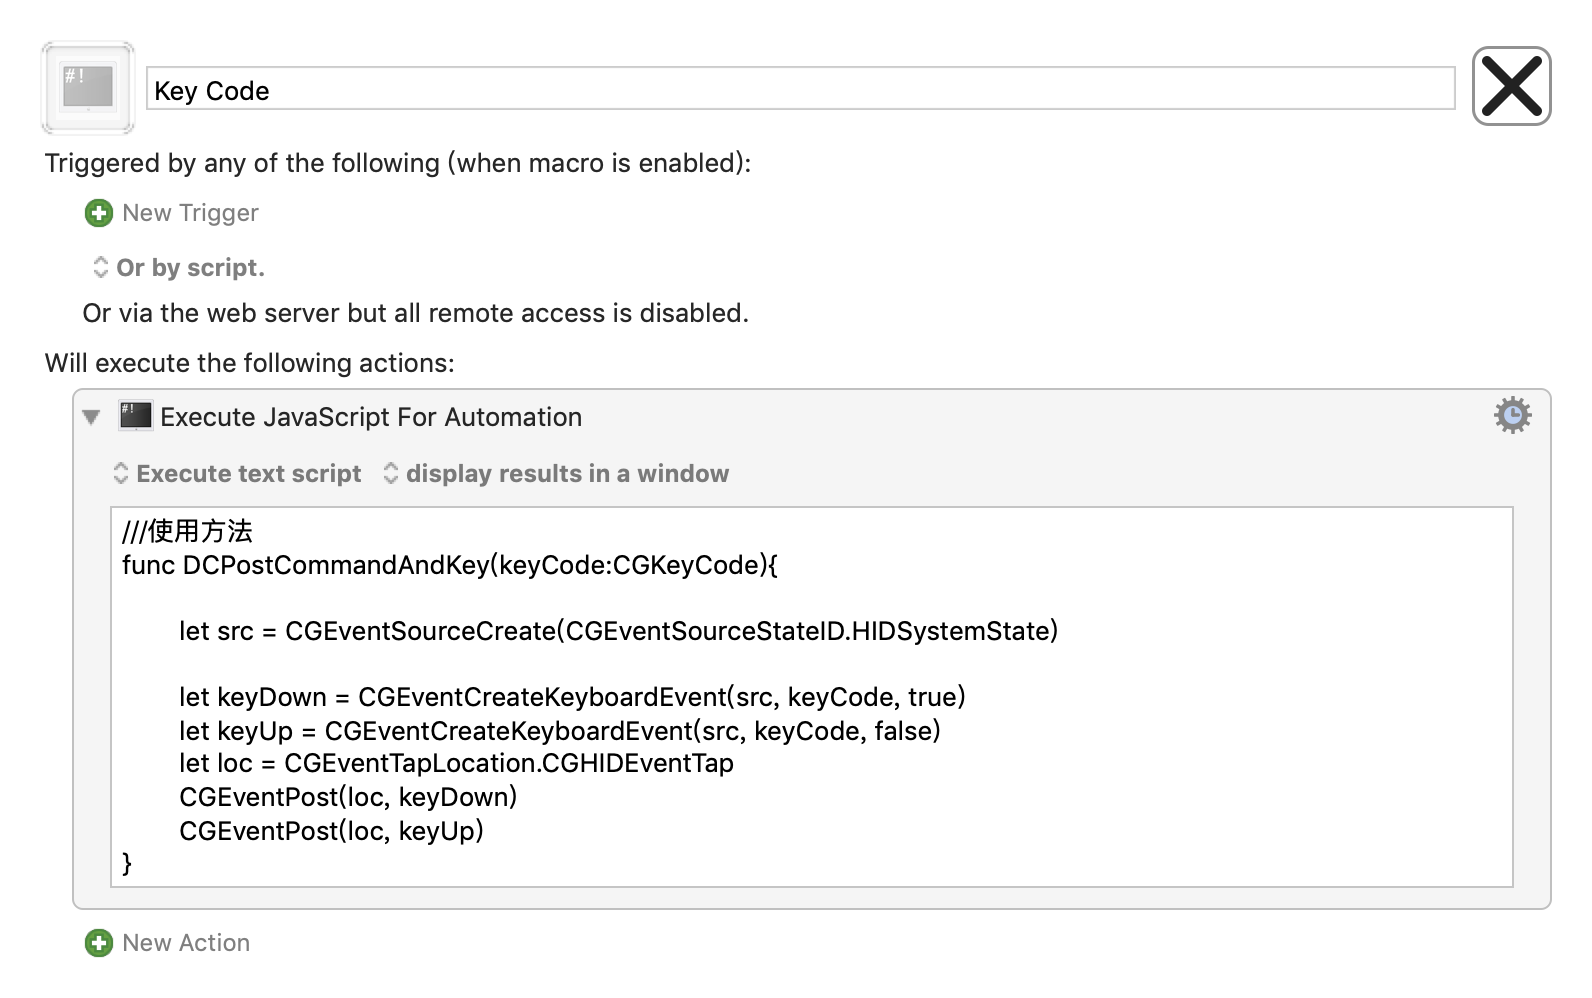 #!
Key Code
Triggered by any of the following (when macro is enabled):
New Trigger
Or by script.
Or via the web server but all remote access is disabled.
Will execute the following actions:
#! Execute JavaScript For Automation
Execute text script display results in a window
///使用方法
func DCPostCommandAndKey(keyCode:CGKeyCode){
let src = CGEventSourceCreate(CGEventSourceStateID.HIDSystemState)
let keyDown = CGEventCreateKeyboardEvent(src, keyCode, true)
let keyUp = CGEventCreateKeyboardEvent(src, keyCode, false)
let loc = CGEventTapLocation.CGHIDEventTap
CGEventPost(loc, keyDown)
CGEventPost(loc, keyUp)
}
New Action